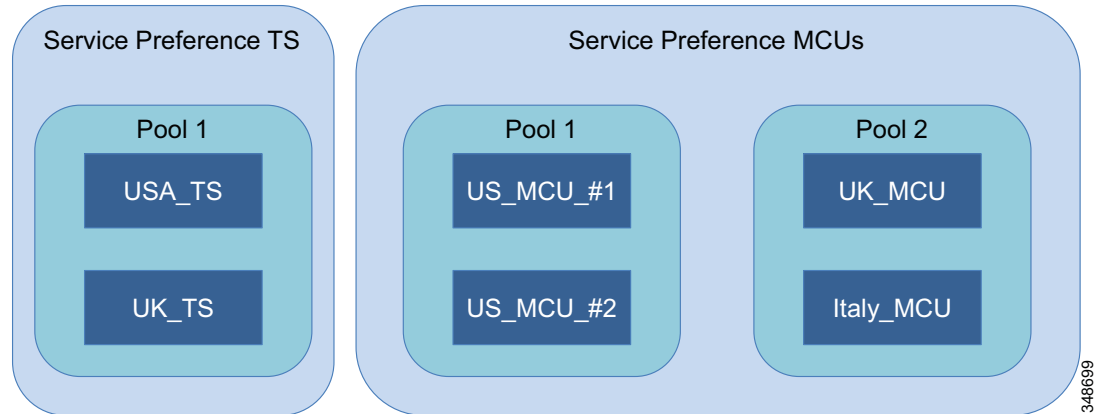 Service Preference TS
Pool 1
USA_TS
UK_TS
Service Preference MCUs
Pool 1
US_MCU_#1
US_MCU_#2
Pool 2
UK_MCU
Italy_MCU
348699